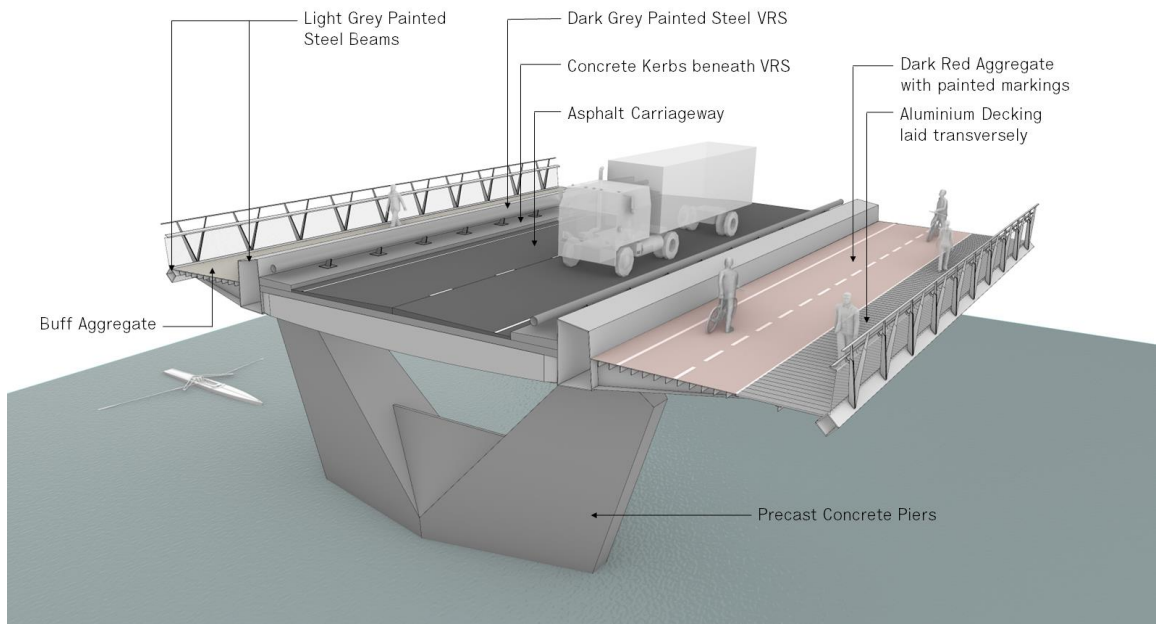 Light Grey Painted
Steel Beams
Dark Grey Painted Steel VRS
Concrete Kerbs beneath VRS
Asphalt Carriageway
Dark Red Aggregate
with painted markings
Aluminium Decking
laid transversely
Buff Aggregate
Precast Concrete Piers